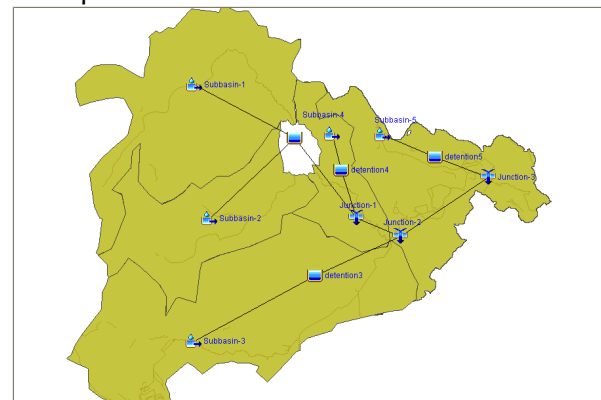 Subbasin-1
Subbasin-4
Subbasin-5
detention5
detention4
Junction-3
Junction-1
Subbasin-2
Junction-2
detention3
Subbasin-3